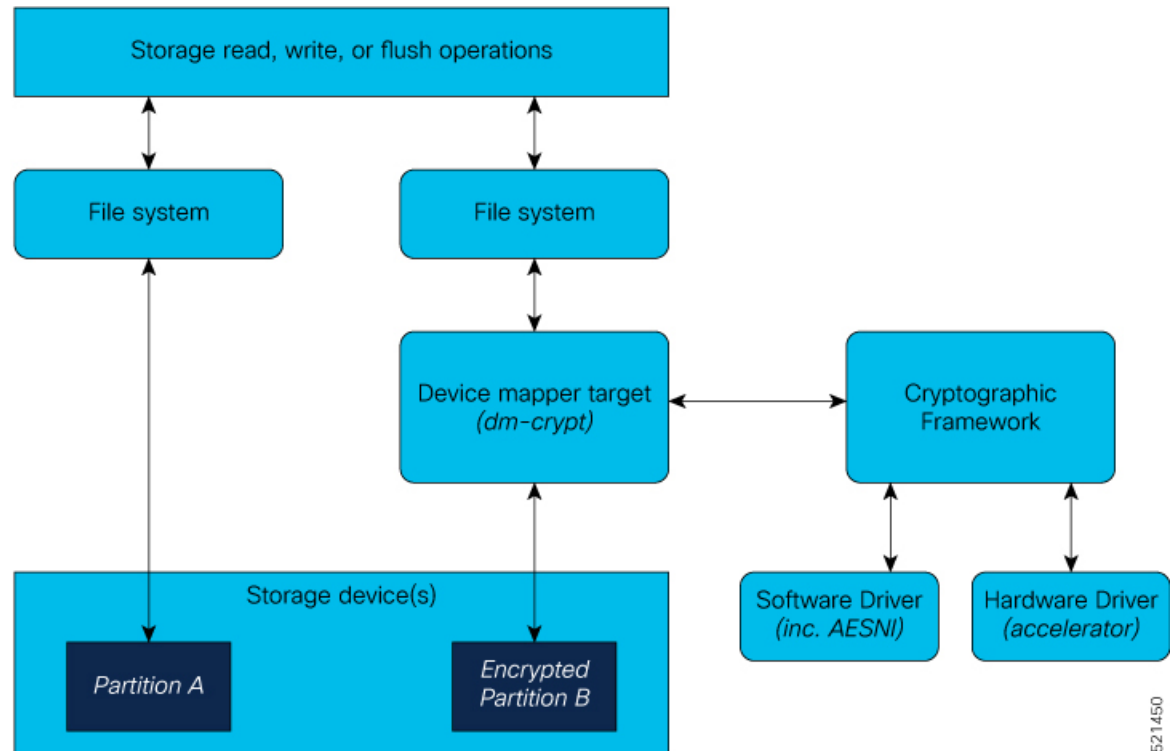 Storage read, write, or flush operations
File system
File system
Device mapper target
(dm-crypt)
Cryptographic
Framework
Storage device(s)
Software Driver
(inc. AESNI)
Hardware Driver
(accelerator)
Partition A
Encrypted
Partition B
521450